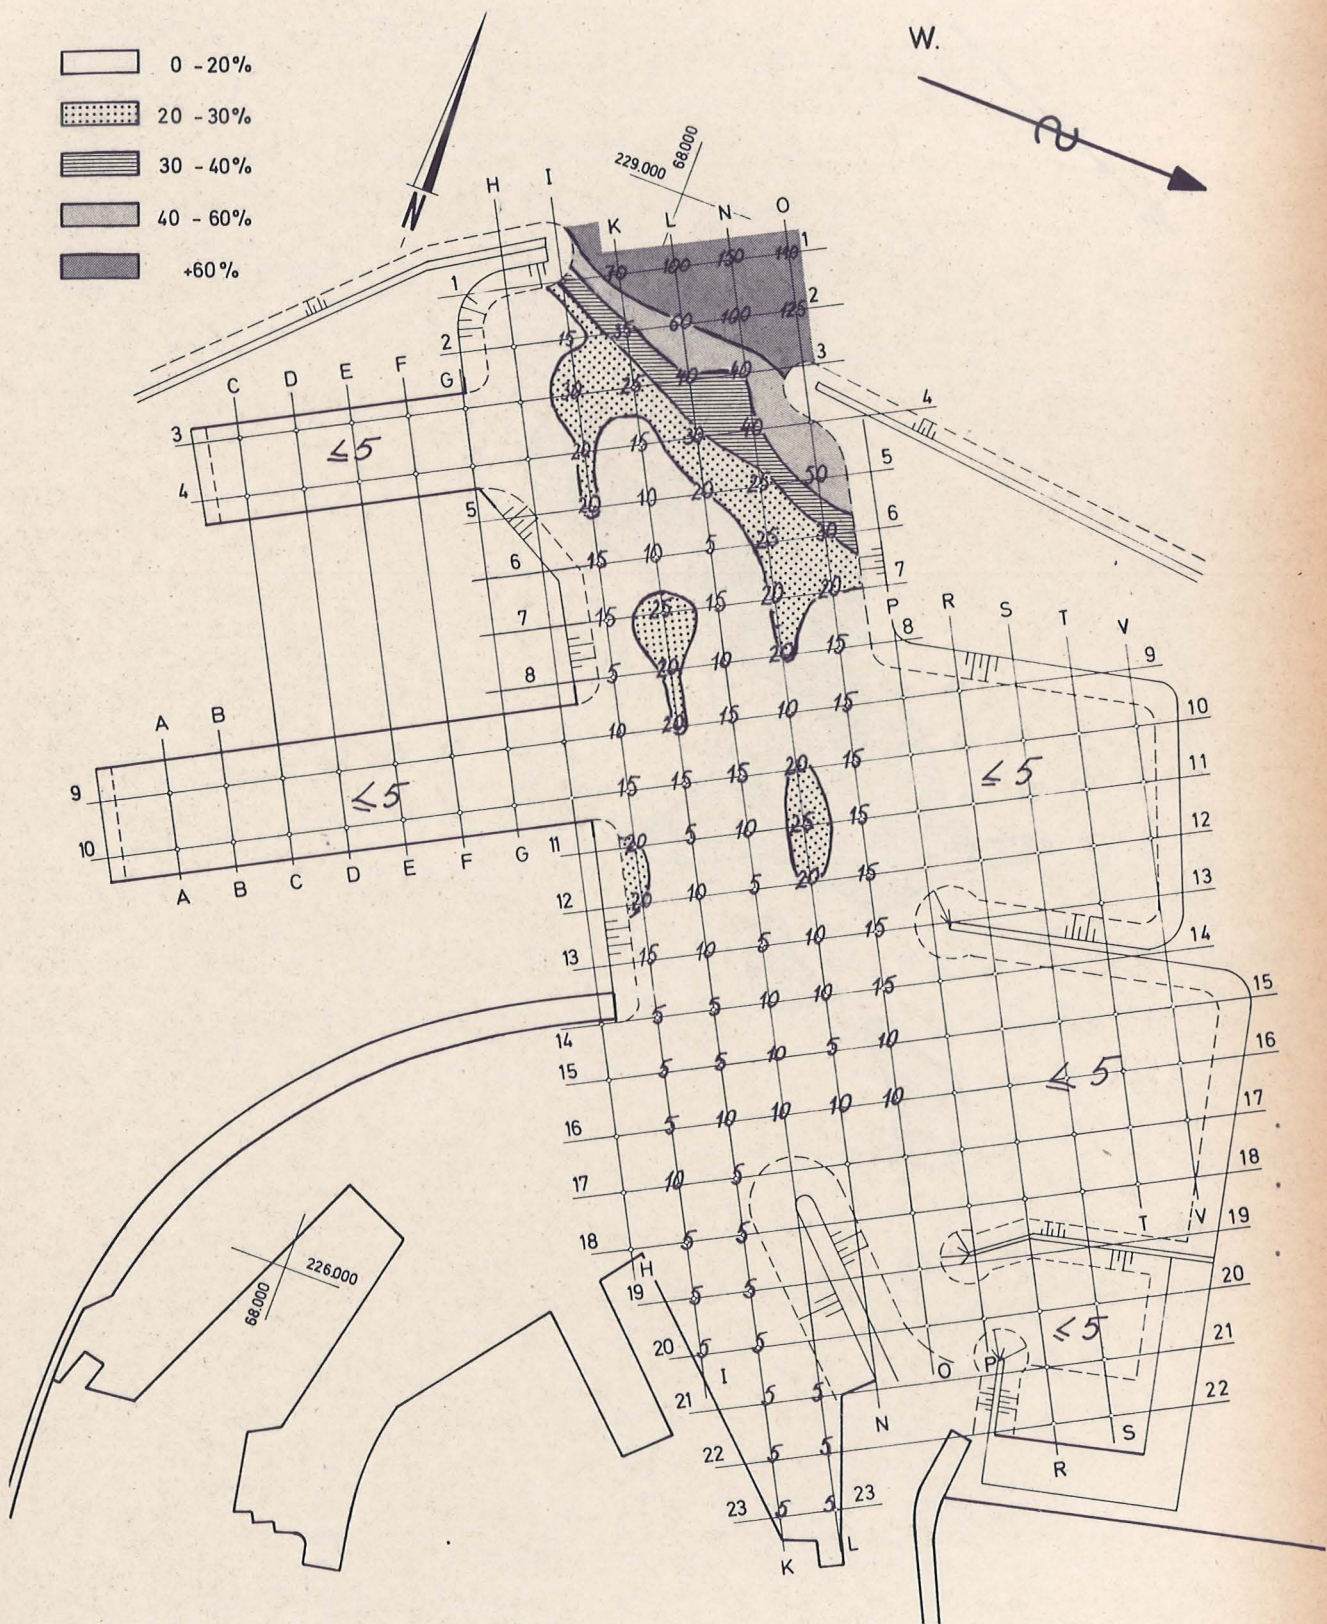 0 - 20%
20 - 30%
30 - 40%
40 - 60%
+60%
N
W.
229.000
68.000
H I K L N O
1
70 100 150 110
1
2
15 35 60 100 125
2
3
C D E F G
30 25 40 40
3
≤5
4
20 15 30 40
4
5
20 10 20 25 50
5
6
15 10 5 25 30
6
7
15 25 15 20 20
7
8
5 20 10 20 15
P R S T V
8
9
10 20 15 10 15
10
A B
9
≤5
15 15 15 20 15
≤5
11
10
A B C D E F G
11
20 5 10 25 15
12
12
20 10 5 20 15
13
13
15 10 5 10 15
14
14
5 5 10 10 15
15
15
5 5 10 5 10
16
≤5
16
5 10 10 10 10
17
17
10 5
18
18
5 5
T V
19
H
19
5 5
20
226.000
68.000
20
5 5
≤5
21
I
O P
21
5 5
22
N
22
5 5
R S
23
5 5
23
K L